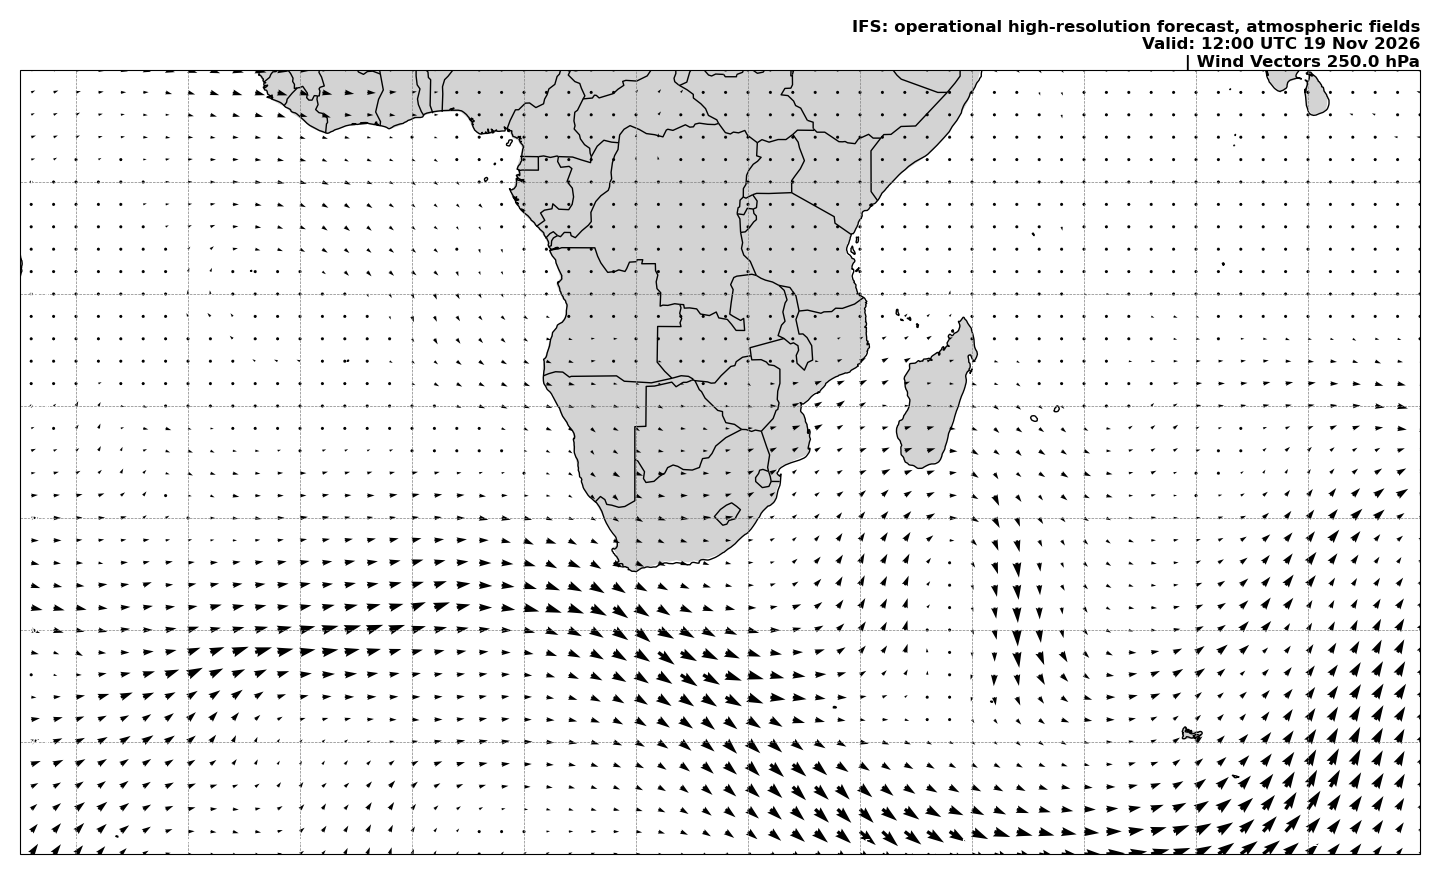 IFS: operational high-resolution forecast, atmospheric fields
Valid: 12:00 UTC 19 Nov 2026
| Wind Vectors 250.0 hPa